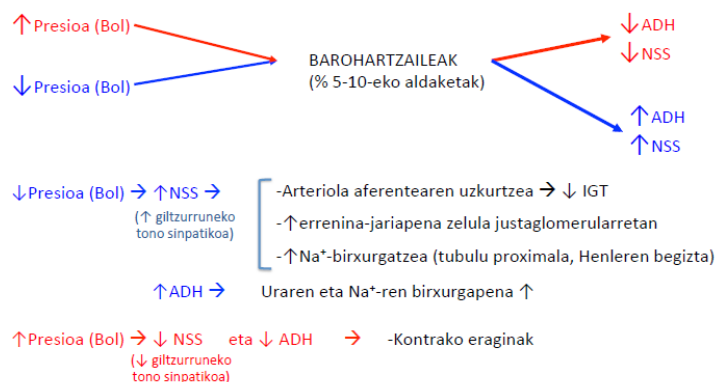 ↑Presioa (Bol)
↓Presioa (Bol)
BAROHARTZAILEAK
(% 5-10-eko aldaketak)
↓ADH
↓NSS
↑ADH
↑NSS
↓Presioa (Bol) → ↑NSS →
(↑ giltzurruneko
tono sinpatikoa)
-Arteriola aferentearen uzkurtzea → ↓ IGT
-↑errenina-jariapena zelula justaglomerularretan
-↑Na⁺-birxurgatzea (tubulu proximala, Henleren begizta)
↑ADH → Uraren eta Na⁺-ren birxurgapena ↑
↑Presioa (Bol) → ↓ NSS eta ↓ ADH → -Kontrako eraginak
(↓ giltzurruneko
tono sinpatikoa)